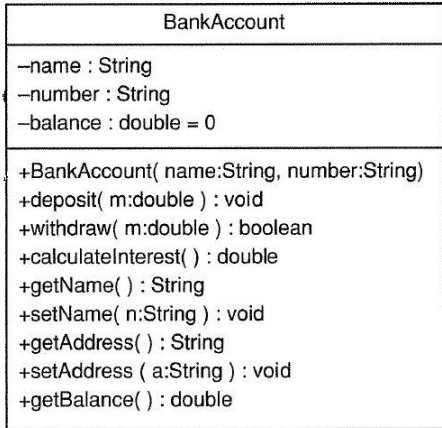 BankAccount
–name : String
–number : String
–balance : double = 0
+BankAccount( name:String, number:String)
+deposit( m:double ) : void
+withdraw( m:double ) : boolean
+calculateInterest( ) : double
+getName( ) : String
+setName( n:String ) : void
+getAddress( ) : String
+setAddress ( a:String ) : void
+getBalance( ) : double